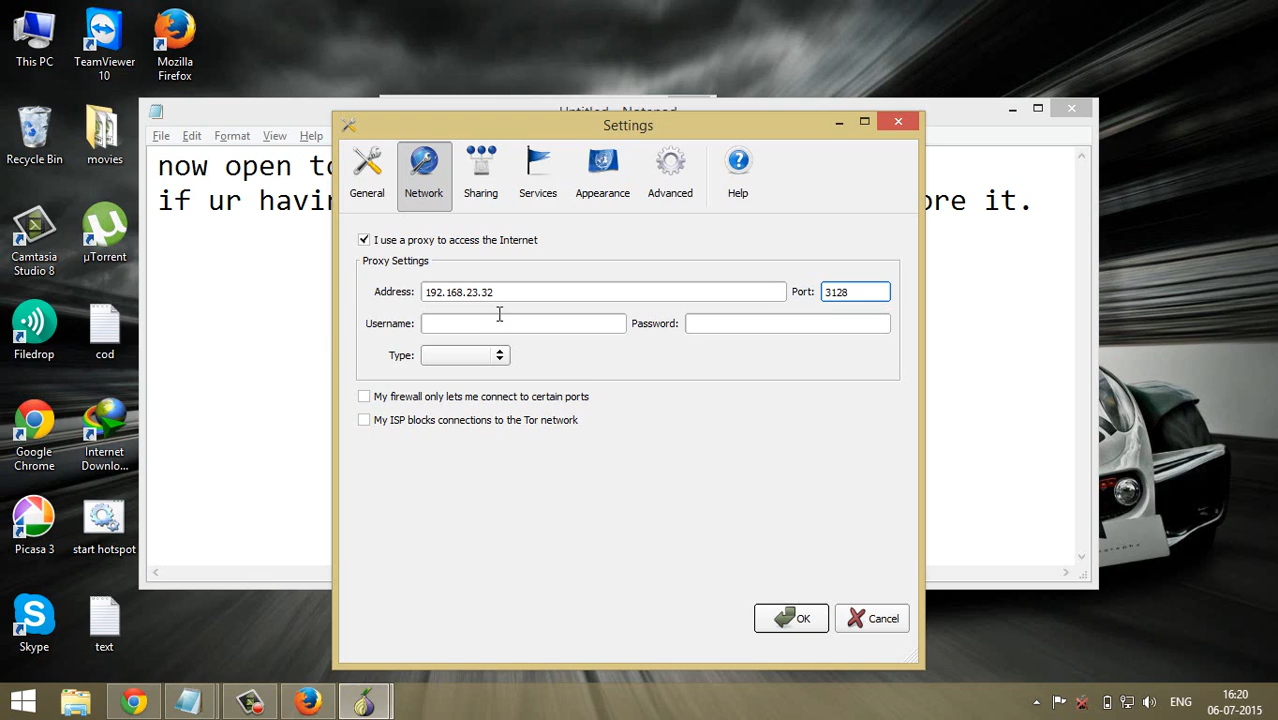 This PC
TeamViewer 10
Mozilla Firefox
Recycle Bin
movies
Camtasia Studio 8
µTorrent
Filedrop
cod
Google Chrome
Internet Downlo...
Picasa 3
start hotspot
Skype
text
Untitled - Notepad
File Edit Format View Help
now open to
if ur havin
ore it.
Settings
General
Network
Sharing
Services
Appearance
Advanced
Help
I use a proxy to access the Internet
Proxy Settings
Address: 192.168.23.32 Port: 3128
Username: Password:
Type:
My firewall only lets me connect to certain ports
My ISP blocks connections to the Tor network
OK Cancel
ENG
16:20
06-07-2015